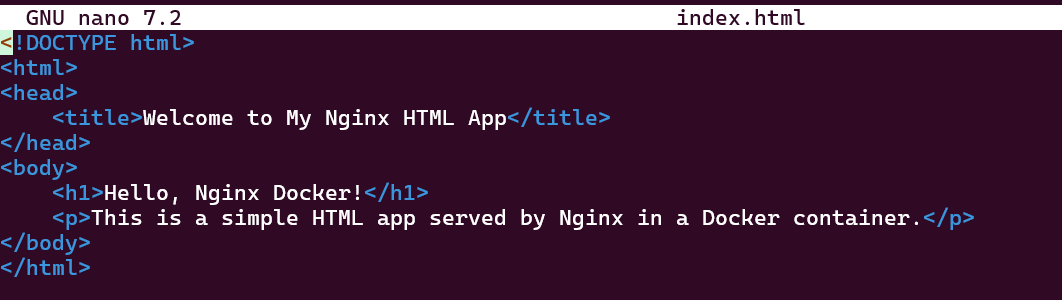 GNU nano 7.2 index.html
<!DOCTYPE html>
<html>
<head>
    <title>Welcome to My Nginx HTML App</title>
</head>
<body>
    <h1>Hello, Nginx Docker!</h1>
    <p>This is a simple HTML app served by Nginx in a Docker container.</p>
</body>
</html>